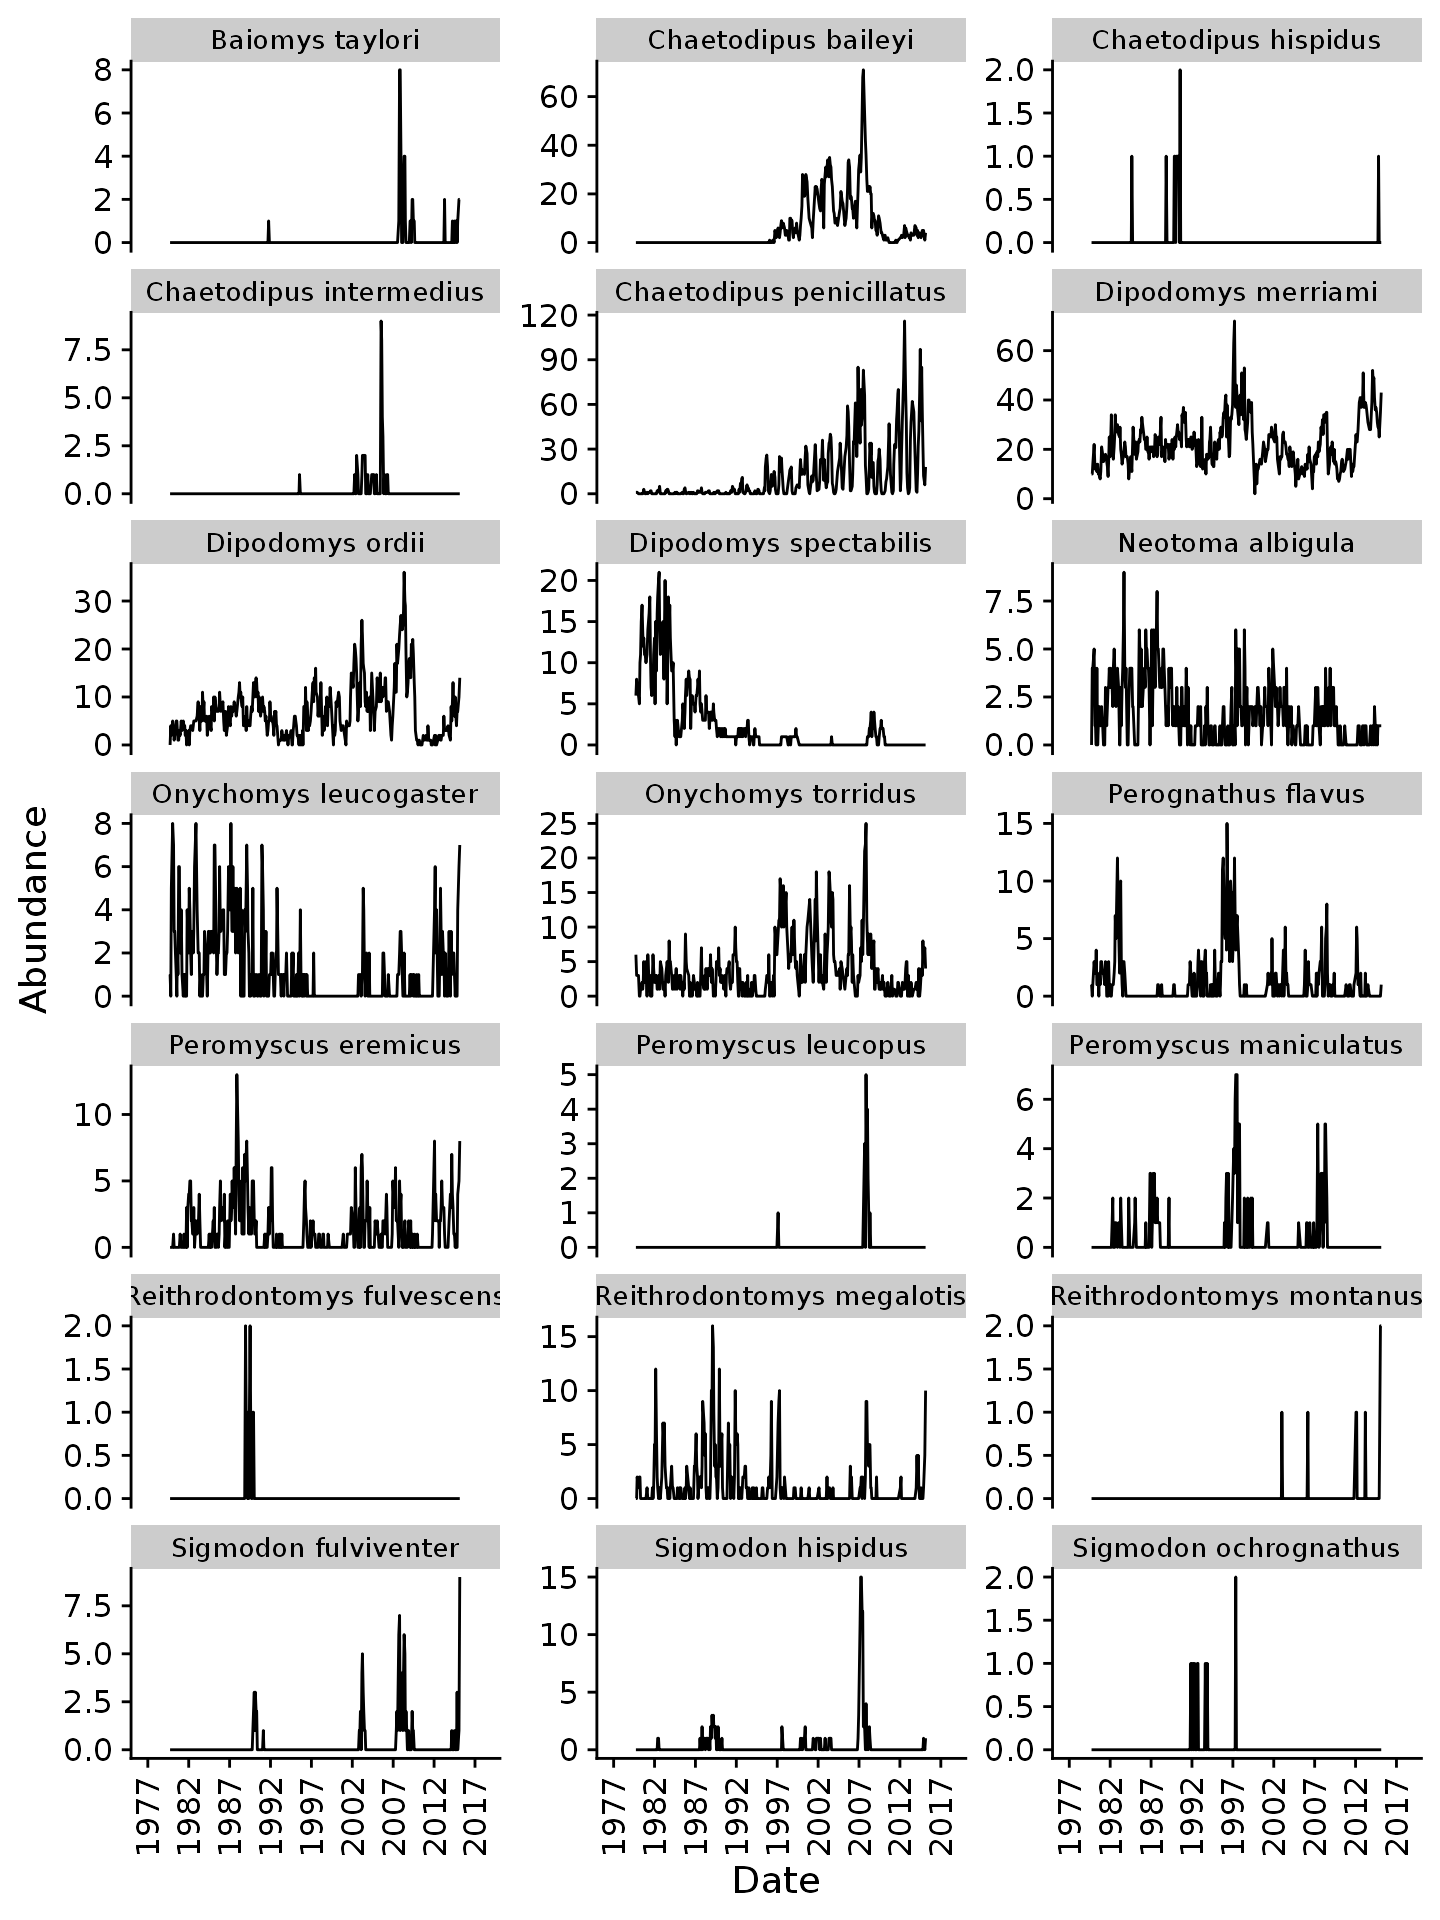 Baiomys taylori Chaetodipus baileyi Chaetodipus hispidus
8 6 4 2 0
60 40 20 0
2.0 1.5 1.0 0.5 0.0
Chaetodipus intermedius Chaetodipus penicillatus Dipodomys merriami
7.5 5.0 2.5 0.0
120 90 60 30 0
60 40 20 0
Dipodomys ordii Dipodomys spectabilis Neotoma albigula
30 20 10 0
20 15 10 5 0
7.5 5.0 2.5 0.0
Onychomys leucogaster Onychomys torridus Perognathus flavus
8 6 4 2 0
25 20 15 10 5 0
15 10 5 0
Peromyscus eremicus Peromyscus leucopus Peromyscus maniculatus
10 5 0
5 4 3 2 1 0
6 4 2 0
Reithrodontomys fulvescens Reithrodontomys megalotis Reithrodontomys montanus
2.0 1.5 1.0 0.5 0.0
15 10 5 0
2.0 1.5 1.0 0.5 0.0
Sigmodon fulviventer Sigmodon hispidus Sigmodon ochrognathus
7.5 5.0 2.5 0.0
15 10 5 0
2.0 1.5 1.0 0.5 0.0
1977 1982 1987 1992 1997 2002 2007 2012 2017
1977 1982 1987 1992 1997 2002 2007 2012 2017
1977 1982 1987 1992 1997 2002 2007 2012 2017
Abundance
Date